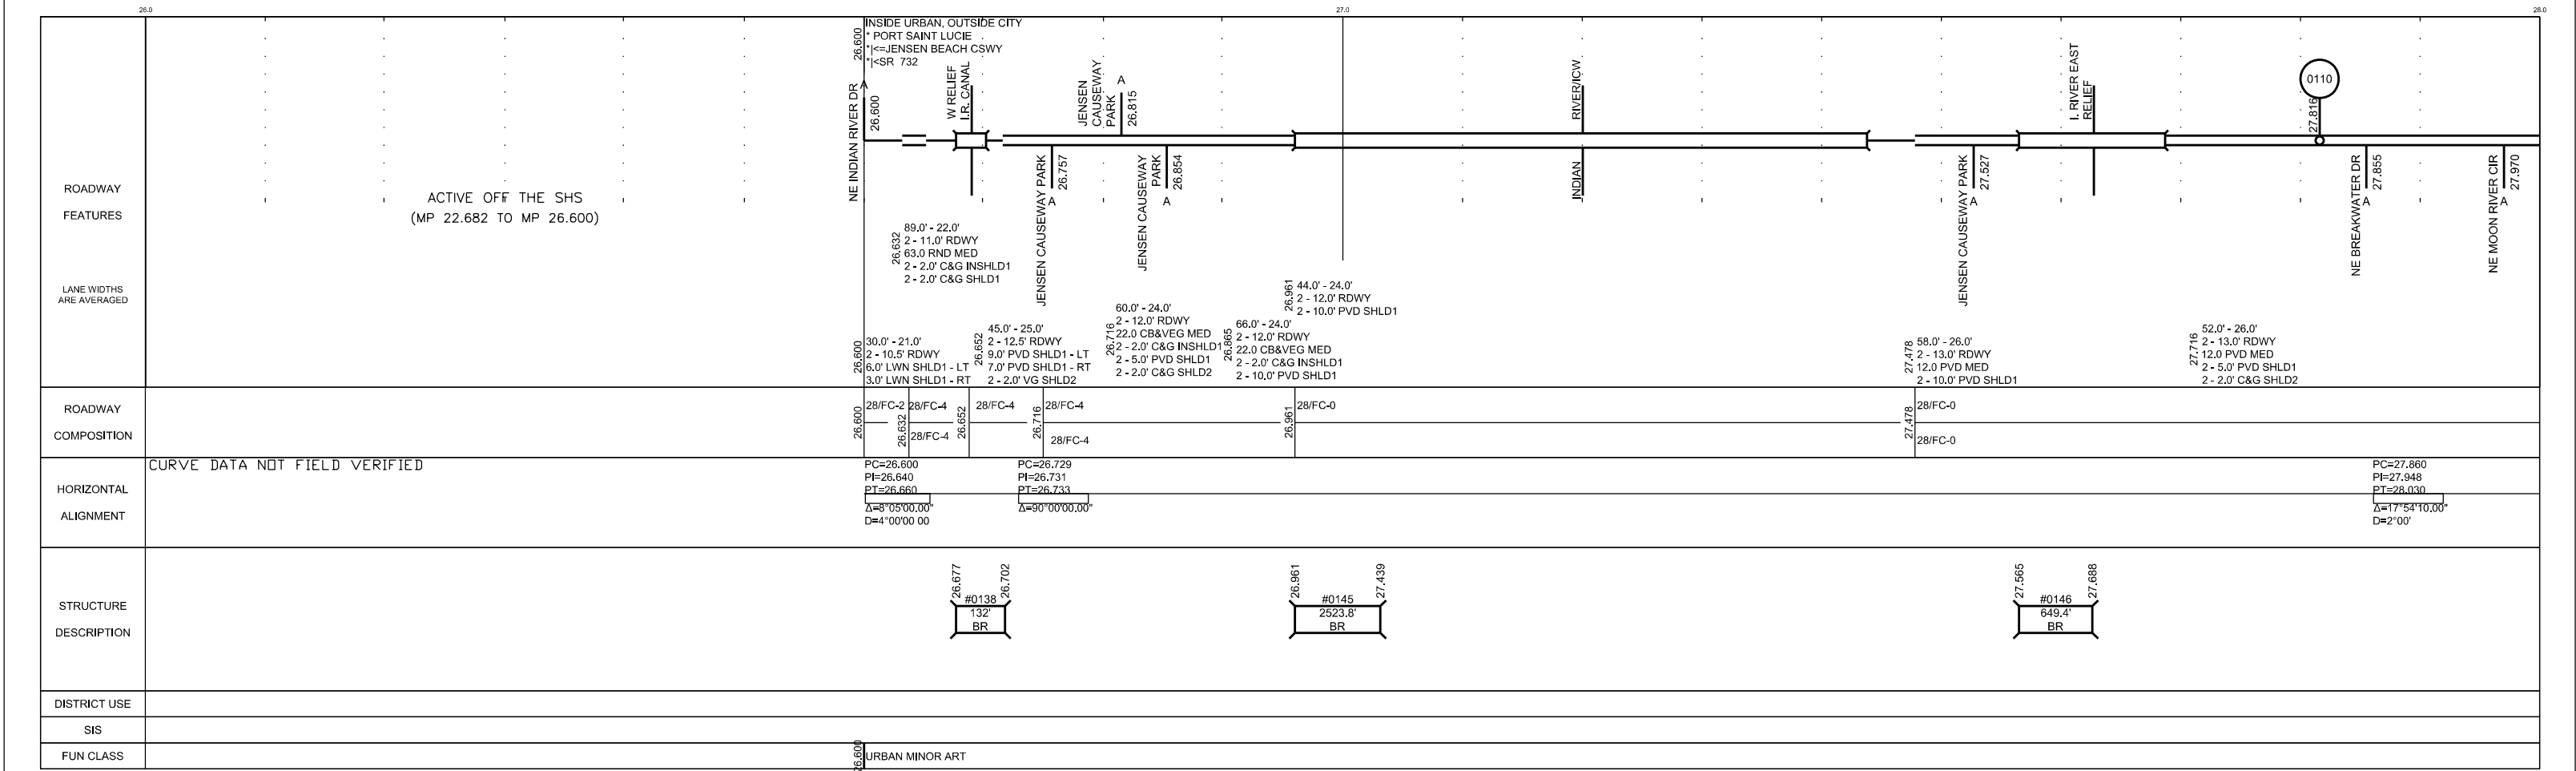 26.0
27.0
28.0
ROADWAY
FEATURES
LANE WIDTHS
ARE AVERAGED
ACTIVE OFF THE SHS
(MP 22.682 TO MP 26.600)
26.600
INSIDE URBAN, OUTSIDE CITY
* PORT SAINT LUCIE
*|<=JENSEN BEACH CSWY
*|<SR 732
NE INDIAN RIVER DR
A
26.600
W RELIEF
I.R. CANAL
JENSEN CAUSEWAY PARK
26.757
A
JENSEN
CAUSEWAY
PARK
A
26.815
JENSEN CAUSEWAY
PARK
26.854
A
RIVER/ICW
INDIAN
JENSEN CAUSEWAY PARK
27.527
A
I. RIVER EAST
RELIEF
0110
27.816
NE BREAKWATER DR
27.855
A
NE MOON RIVER CIR
27.970
A
26.632
89.0' - 22.0'
2 - 11.0' RDWY
63.0 RND MED
2 - 2.0' C&G INSHLD1
2 - 2.0' C&G SHLD1
26.600
30.0' - 21.0'
2 - 10.5' RDWY
6.0' LWN SHLD1 - LT
3.0' LWN SHLD1 - RT
26.652
45.0' - 25.0'
2 - 12.5' RDWY
9.0' PVD SHLD1 - LT
7.0' PVD SHLD1 - RT
2 - 2.0' VG SHLD2
26.716
60.0' - 24.0'
2 - 12.0' RDWY
22.0 CB&VEG MED
2 - 2.0' C&G INSHLD1
2 - 5.0' PVD SHLD1
2 - 2.0' C&G SHLD2
26.865
66.0' - 24.0'
2 - 12.0' RDWY
22.0 CB&VEG MED
2 - 2.0' C&G INSHLD1
2 - 10.0' PVD SHLD1
26.961
44.0' - 24.0'
2 - 12.0' RDWY
2 - 10.0' PVD SHLD1
27.478
58.0' - 26.0'
2 - 13.0' RDWY
12.0 PVD MED
2 - 10.0' PVD SHLD1
27.716
52.0' - 26.0'
2 - 13.0' RDWY
12.0 PVD MED
2 - 5.0' PVD SHLD1
2 - 2.0' C&G SHLD2
ROADWAY
COMPOSITION
26.600
28/FC-2
26.632
28/FC-4
28/FC-4
26.652
28/FC-4
26.716
28/FC-4
28/FC-4
26.961
28/FC-0
27.478
28/FC-0
28/FC-0
HORIZONTAL
ALIGNMENT
CURVE DATA NOT FIELD VERIFIED
PC=26.600
PI=26.640
PT=26.660
Δ=8°05'00.00"
D=4°00'00 00
PC=26.729
PI=26.731
PT=26.733
Δ=90°00'00.00"
PC=27.860
PI=27.948
PT=28.030
Δ=17°54'10.00"
D=2°00'
STRUCTURE
DESCRIPTION
26.677
26.702
#0138
132'
BR
26.961
27.439
#0145
2523.8'
BR
27.565
27.688
#0146
649.4'
BR
DISTRICT USE
SIS
FUN CLASS
26.600
URBAN MINOR ART